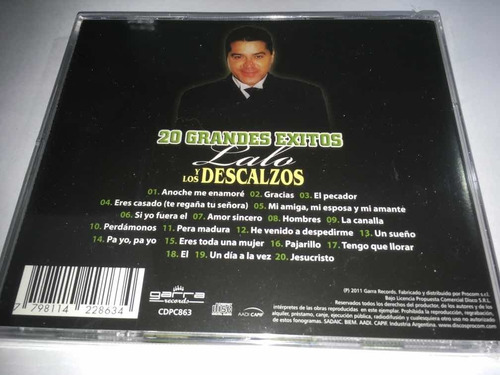 20 GRANDES EXITOS
Lalo
Y LOS DESCALZOS
01. Anoche me enamoré 02. Gracias 03. El pecador
04. Eres casado (te regaña tu señora) 05. Mi amiga, mi esposa y mi amante
06. Si yo fuera el 07. Amor sincero 08. Hombres 09. La canalla
10. Perdámonos 11. Pera madura 12. He venido a despedirme 13. Un sueño
14. Pa yo, pa yo 15. Eres toda una mujer 16. Pajarillo 17. Tengo que llorar
18. El 19. Un día a la vez 20. Jesucristo
7 798114 228634
garra
records
CDPC863
COMPACT disc DIGITAL AUDIO
AADI CAPIF
(P) 2011 Garra Records. Fabricado y distribuido por Procom s.r.l.
Bajo Licencia Propuesta Comercial Disco S.R.L.
Reservados todos los derechos del productor, de los autores y de los
intérpretes de las obras reproducidas en este ejemplar. Prohibida la reproducción, regrabación,
alquiler, préstamo, canje, ejecución pública, radiodifusión y cualesquiera otro uso no autorizados
de estos fonogramas. SADAIC. BIEM. AADI. CAPIF. Industria Argentina. www.discosprocom.com